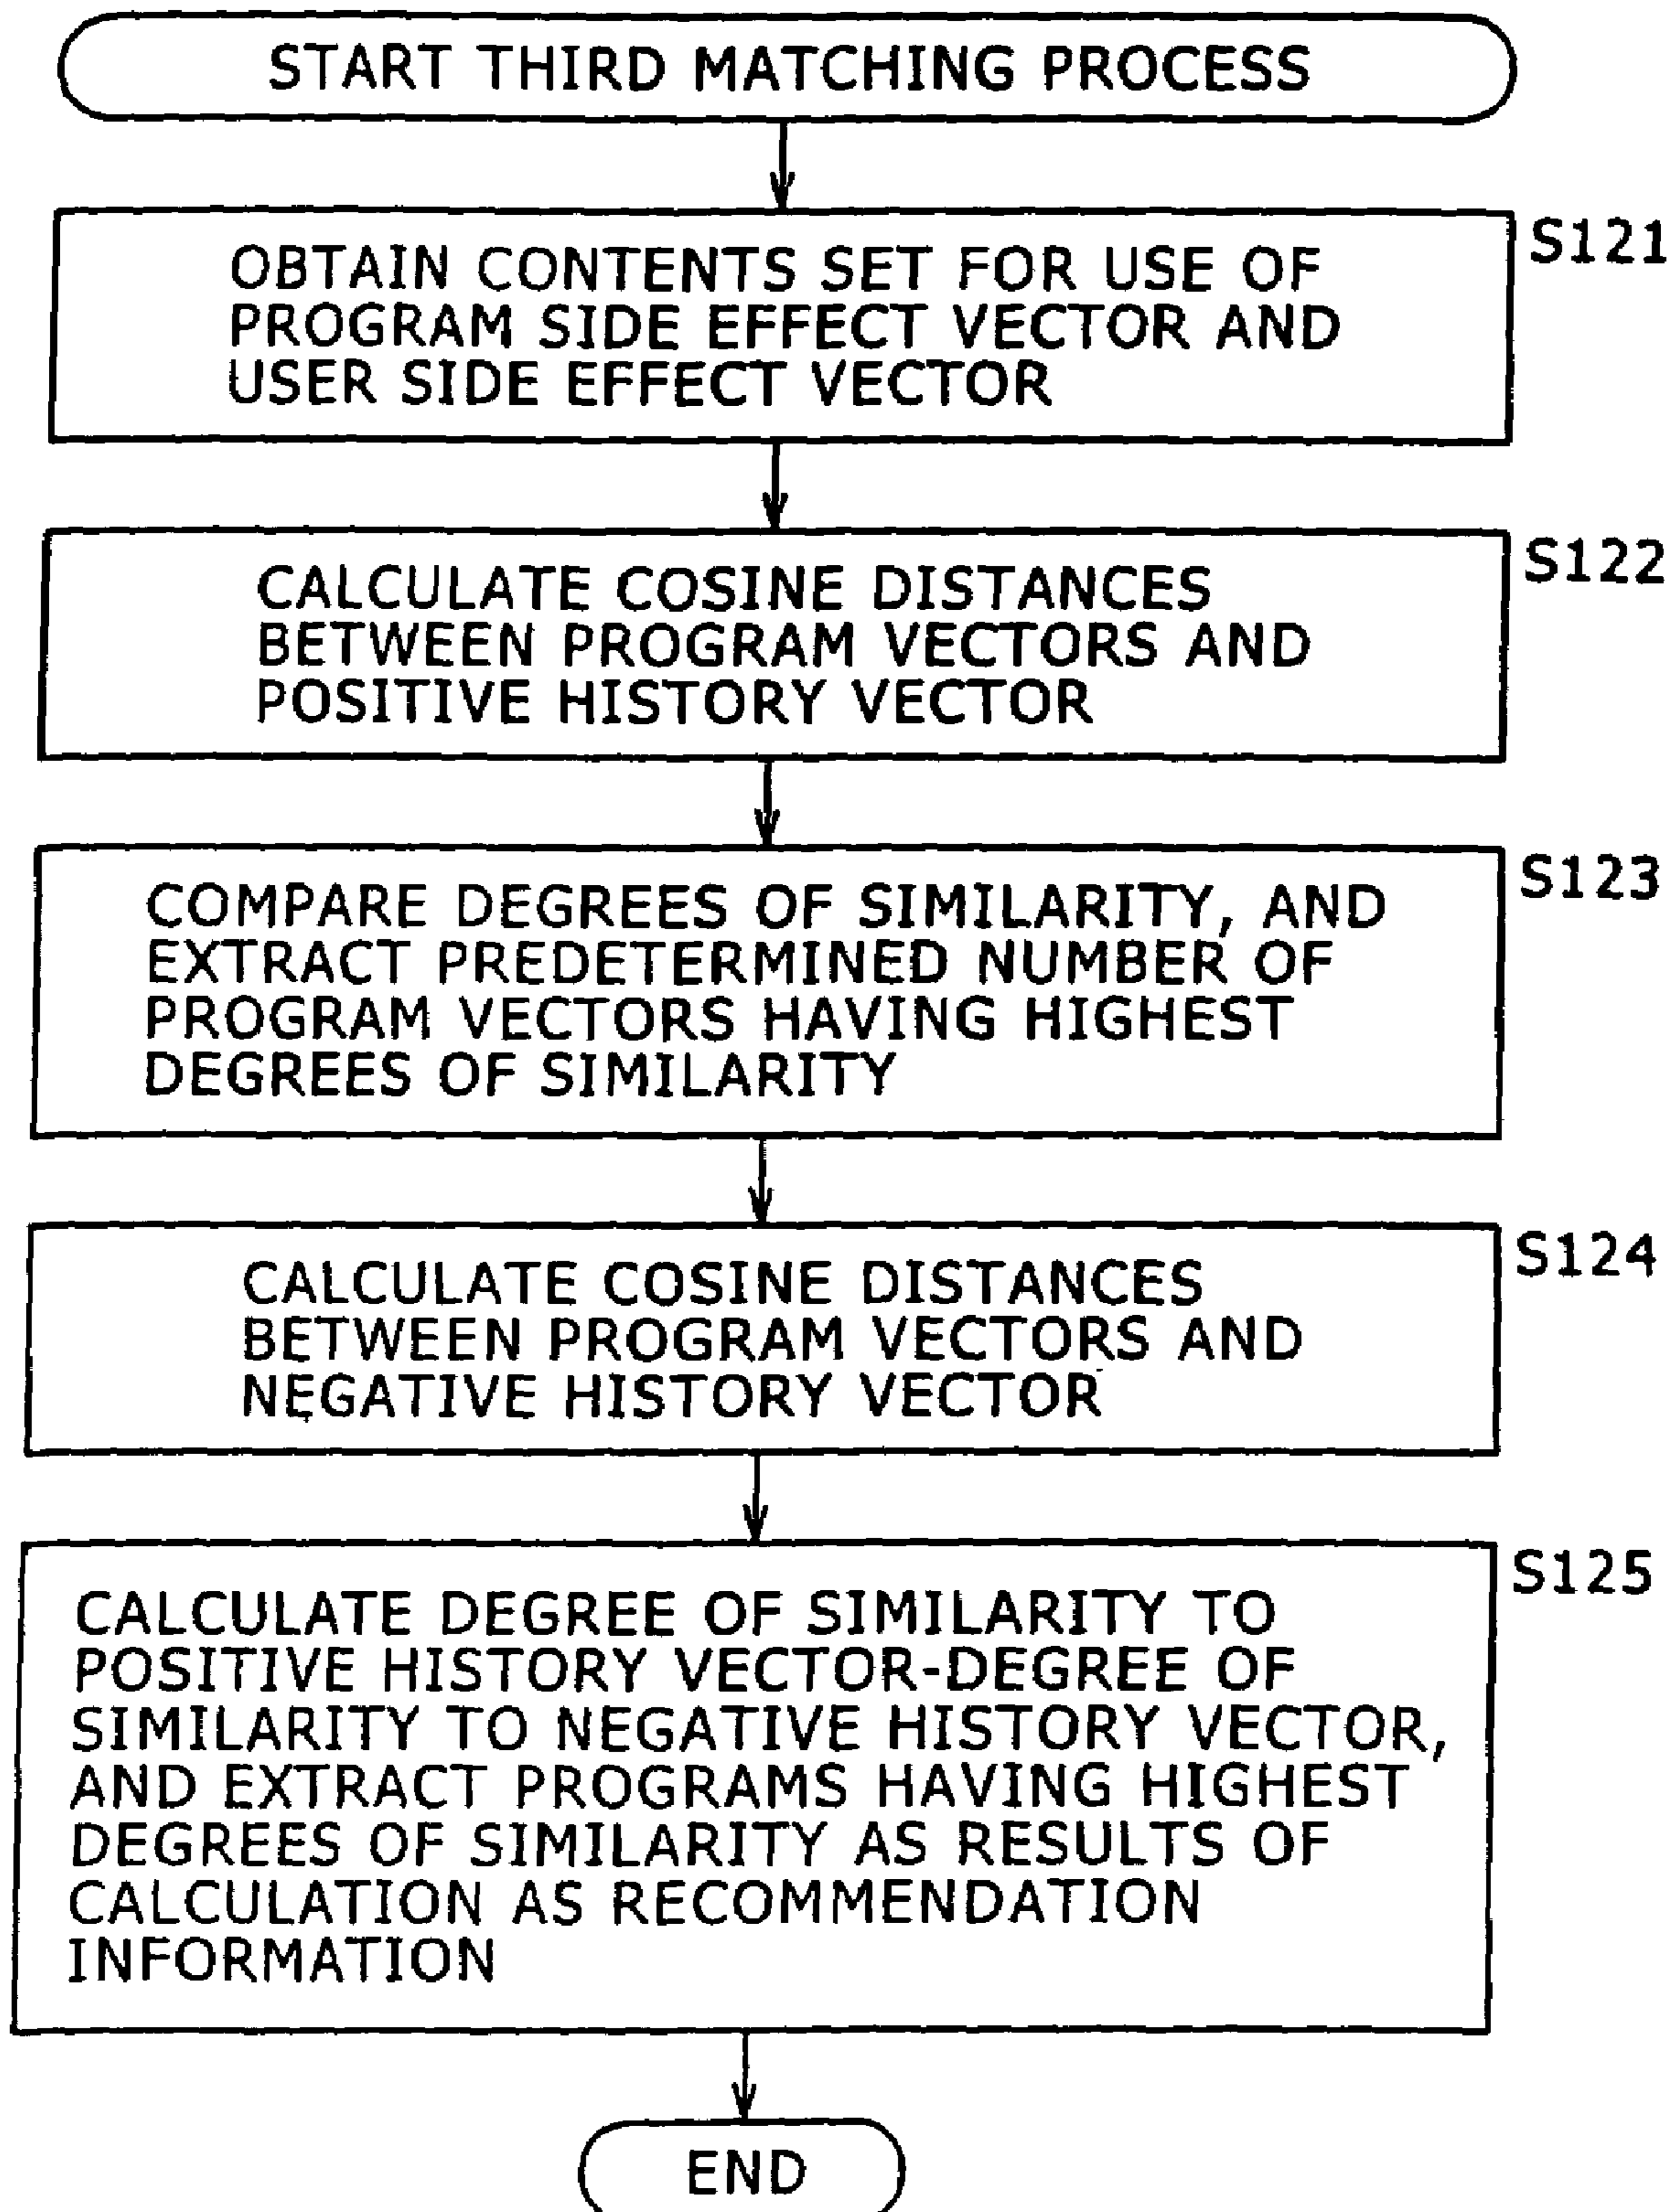 START THIRD MATCHING PROCESS
S121
OBTAIN CONTENTS SET FOR USE OF
PROGRAM SIDE EFFECT VECTOR AND
USER SIDE EFFECT VECTOR
S122
CALCULATE COSINE DISTANCES
BETWEEN PROGRAM VECTORS AND
POSITIVE HISTORY VECTOR
S123
COMPARE DEGREES OF SIMILARITY, AND
EXTRACT PREDETERMINED NUMBER OF
PROGRAM VECTORS HAVING HIGHEST
DEGREES OF SIMILARITY
S124
CALCULATE COSINE DISTANCES
BETWEEN PROGRAM VECTORS AND
NEGATIVE HISTORY VECTOR
S125
CALCULATE DEGREE OF SIMILARITY TO
POSITIVE HISTORY VECTOR-DEGREE OF
SIMILARITY TO NEGATIVE HISTORY VECTOR,
AND EXTRACT PROGRAMS HAVING HIGHEST
DEGREES OF SIMILARITY AS RESULTS OF
CALCULATION AS RECOMMENDATION
INFORMATION
END